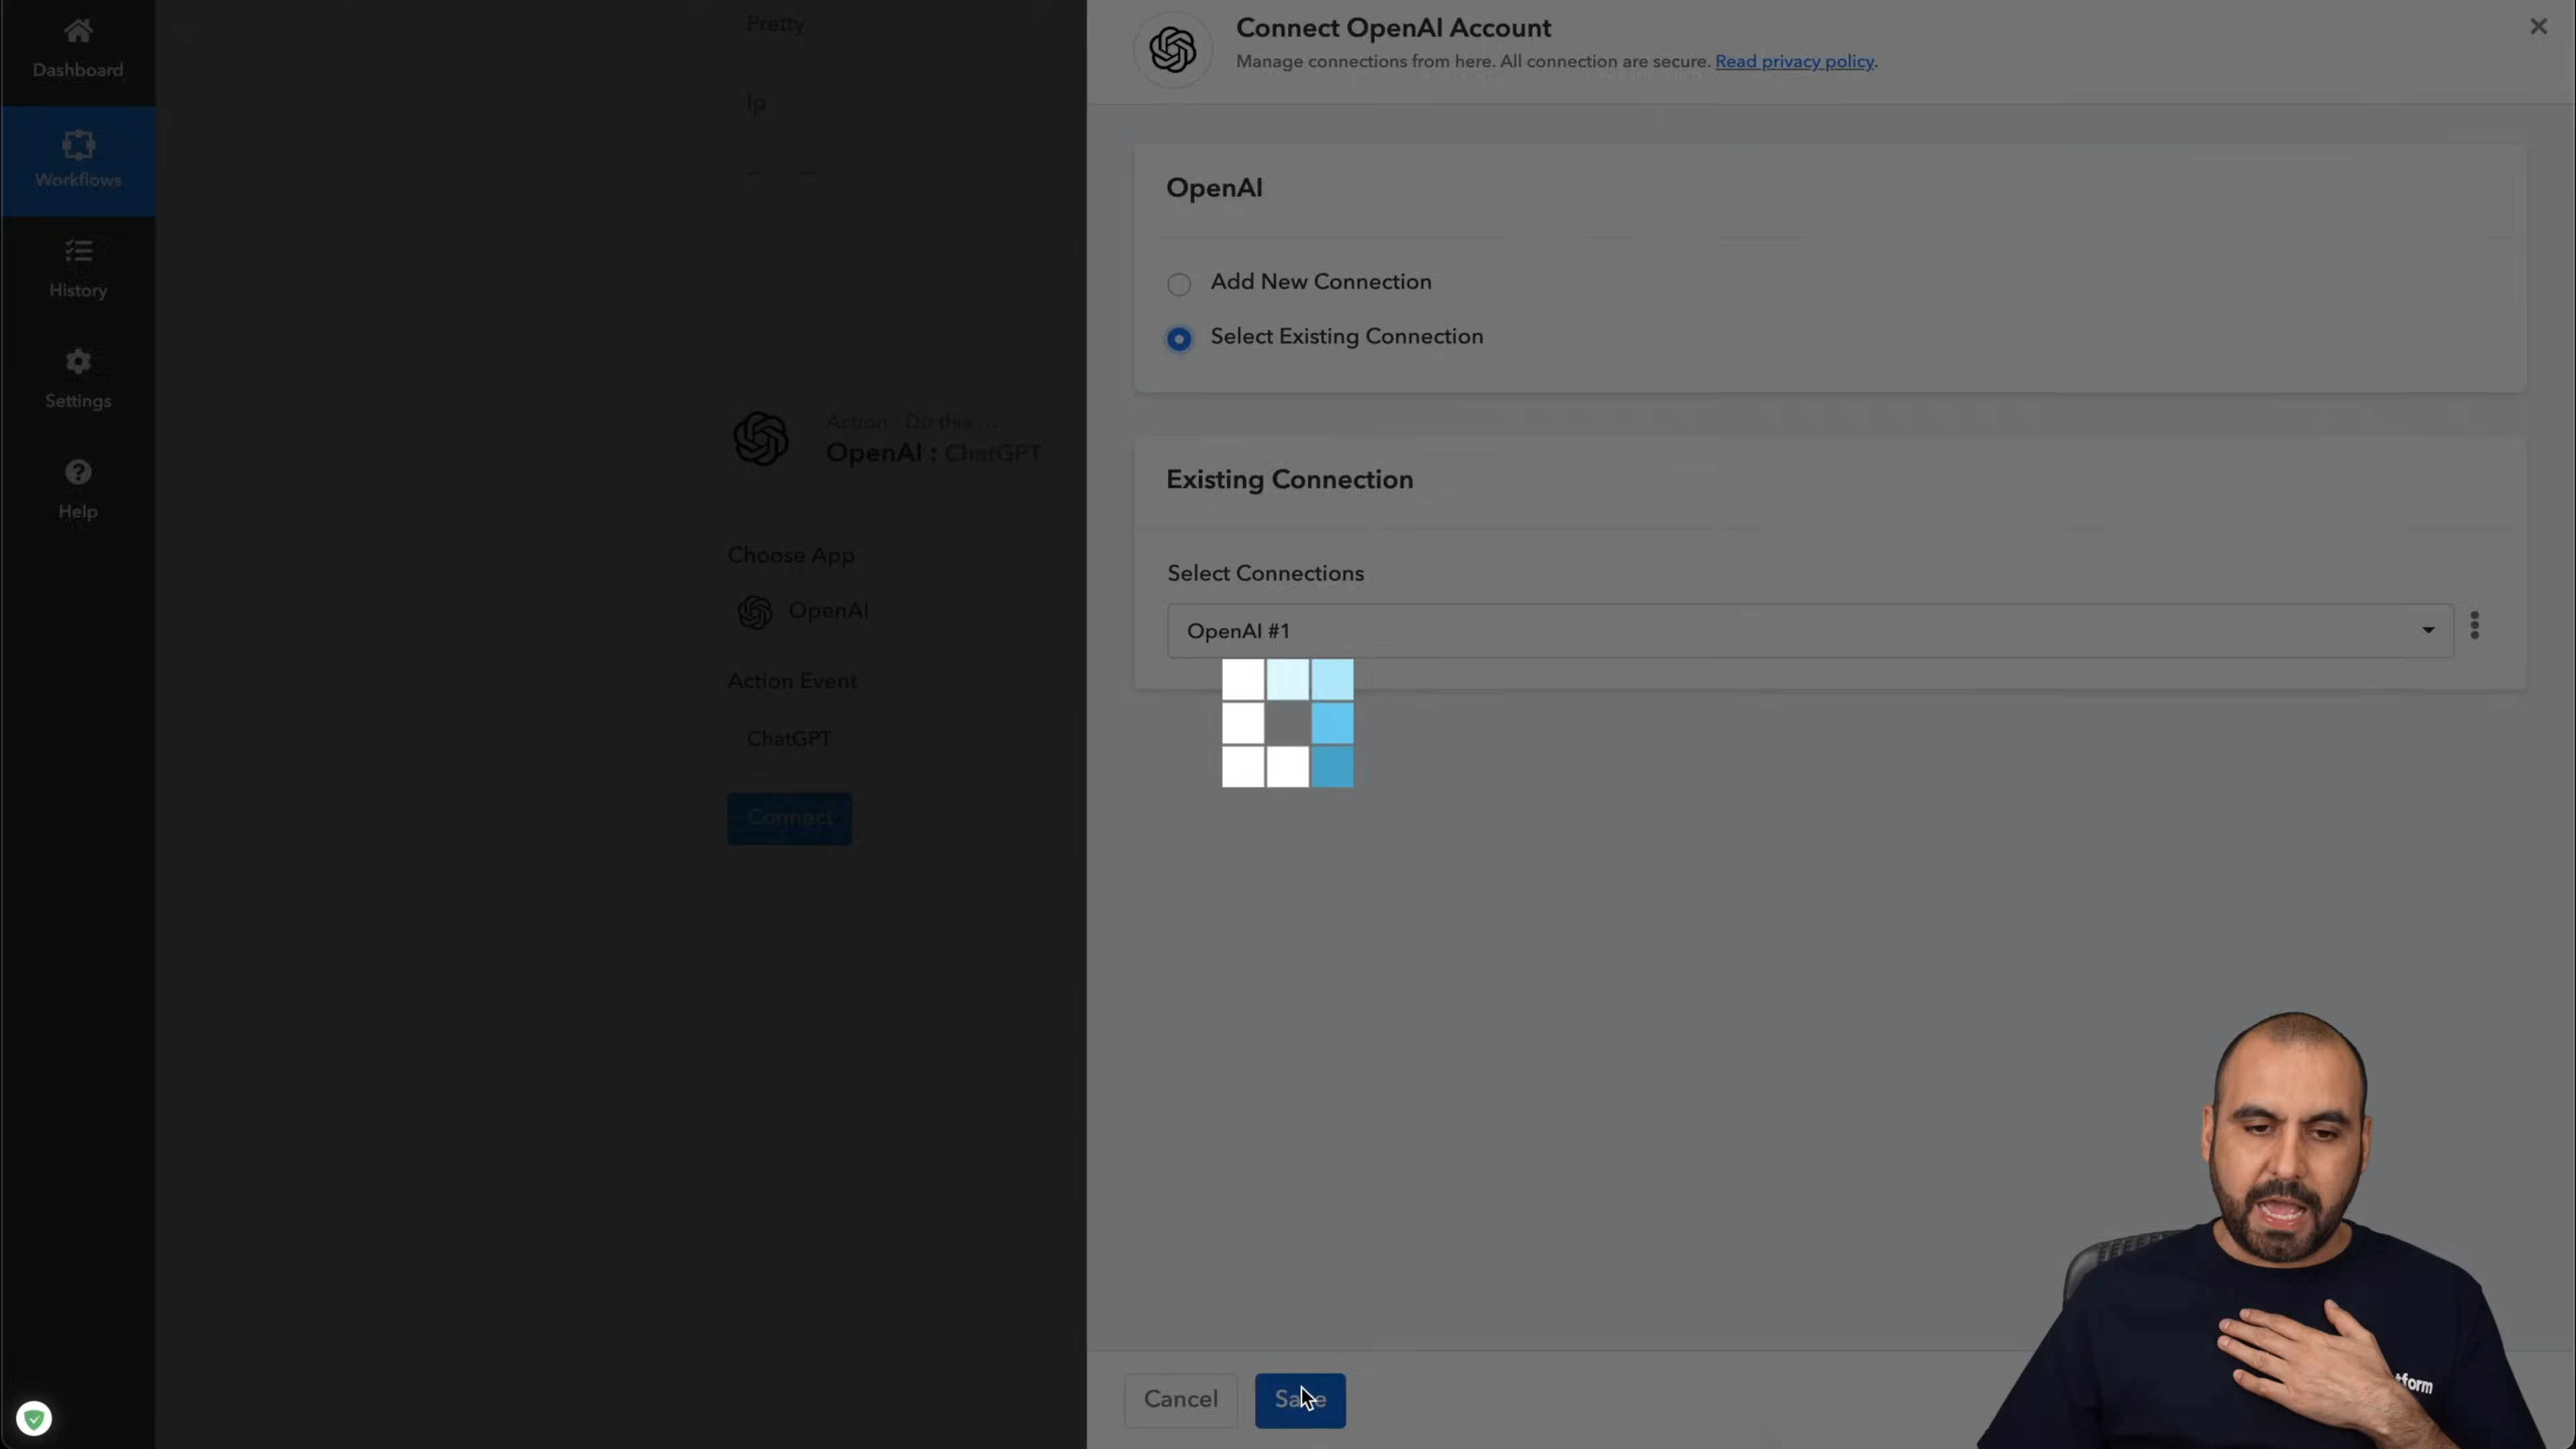 Dashboard
Workflows
History
Settings
Help
Pretty
Ip
Action : Do this ...
OpenAI : ChatGPT
Choose App
OpenAI
Action Event
ChatGPT
Connect
Connect OpenAI Account
Manage connections from here. All connection are secure. Read privacy policy.
OpenAI
Add New Connection
Select Existing Connection
Existing Connection
Select Connections
OpenAI #1
Cancel